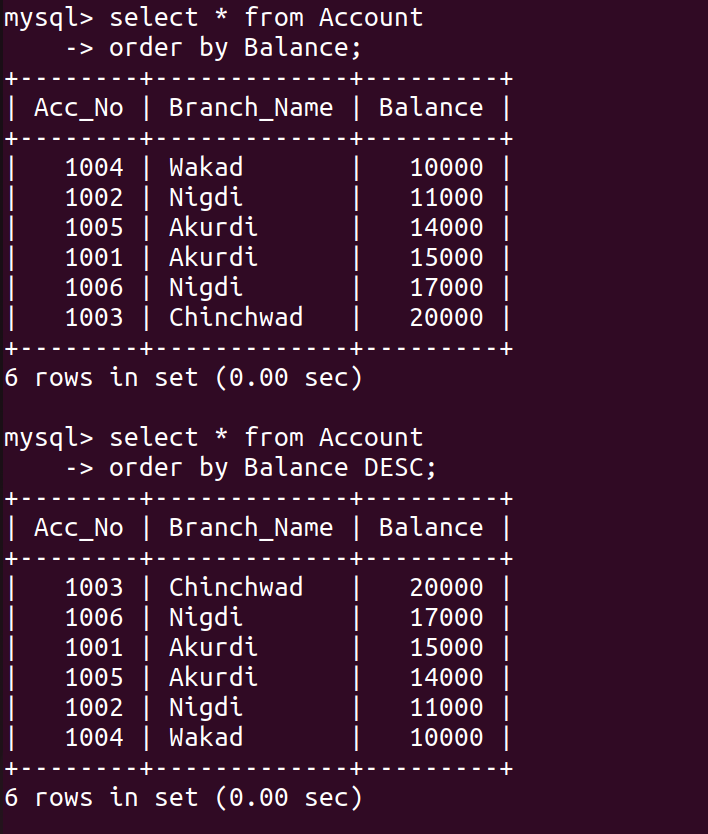 mysql> select * from Account
    -> order by Balance;
+--------+-------------+---------+
| Acc_No | Branch_Name | Balance |
+--------+-------------+---------+
|   1004 | Wakad       |   10000 |
|   1002 | Nigdi       |   11000 |
|   1005 | Akurdi      |   14000 |
|   1001 | Akurdi      |   15000 |
|   1006 | Nigdi       |   17000 |
|   1003 | Chinchwad   |   20000 |
+--------+-------------+---------+
6 rows in set (0.00 sec)

mysql> select * from Account
    -> order by Balance DESC;
+--------+-------------+---------+
| Acc_No | Branch_Name | Balance |
+--------+-------------+---------+
|   1003 | Chinchwad   |   20000 |
|   1006 | Nigdi       |   17000 |
|   1001 | Akurdi      |   15000 |
|   1005 | Akurdi      |   14000 |
|   1002 | Nigdi       |   11000 |
|   1004 | Wakad       |   10000 |
+--------+-------------+---------+
6 rows in set (0.00 sec)